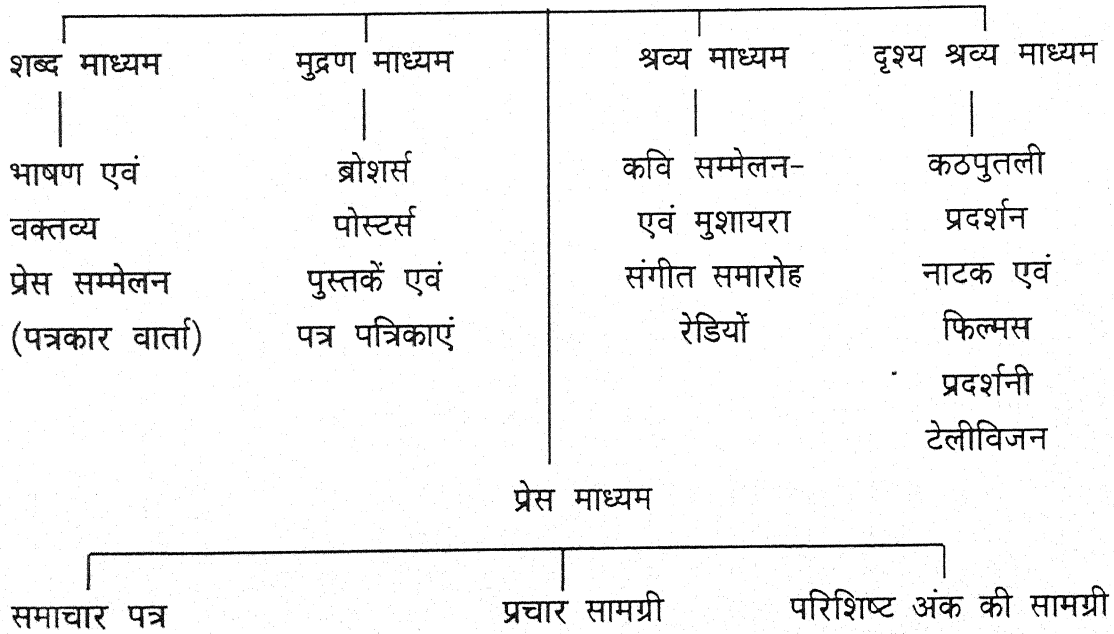 शब्द माध्यम
मुद्रण माध्यम
श्रव्य माध्यम
दृश्य श्रव्य माध्यम
भाषण एवं
वक्तव्य
प्रेस सम्मेलन
(पत्रकार वार्ता)
ब्रोशर्स
पोस्टर्स
पुस्तकें एवं
पत्र पत्रिकाएं
कवि सम्मेलन-
एवं मुशायरा
संगीत समारोह
रेडियों
कठपुतली
प्रदर्शन
नाटक एवं
फिल्मस
प्रदर्शनी
टेलीविजन
प्रेस माध्यम
समाचार पत्र
प्रचार सामग्री
परिशिष्ट अंक की सामग्री